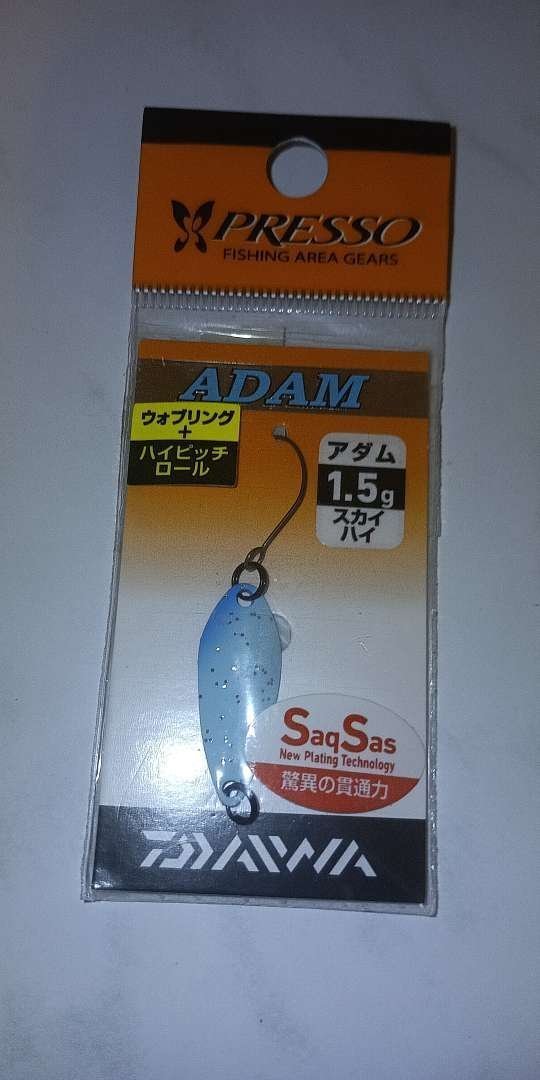 PRESSO
FISHING AREA GEARS
ADAM
ウォブリング
+
ハイピッチ
ロール
アダム
1.5g
スカイ
ハイ
SaqSas
New Plating Technology
驚異の貫通力
DAIWA